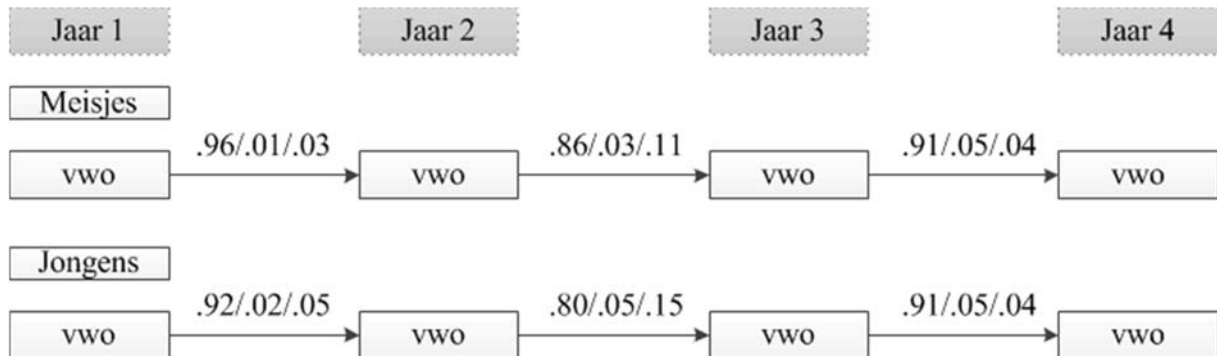 Jaar 1 Jaar 2 Jaar 3 Jaar 4
Meisjes
.96/.01/.03 .86/.03/.11 .91/.05/.04
vwo vwo vwo vwo
Jongens
.92/.02/.05 .80/.05/.15 .91/.05/.04
vwo vwo vwo vwo